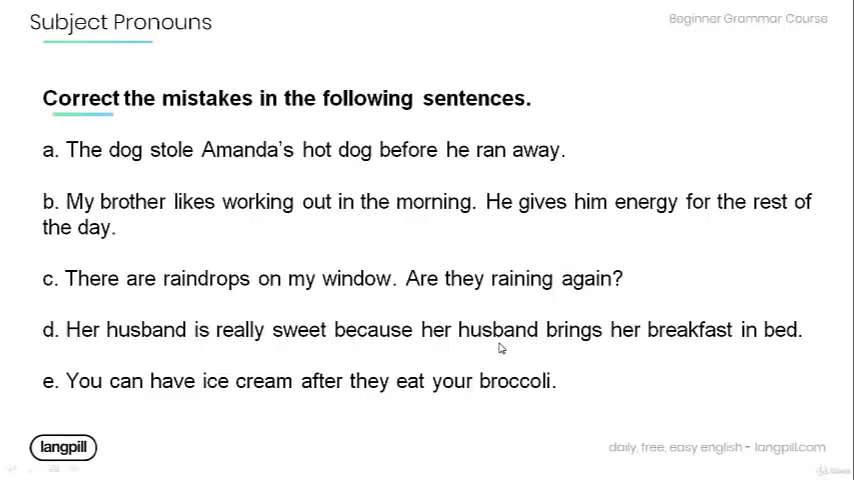 Subject Pronouns
Beginner Grammar Course
Correct the mistakes in the following sentences.
a. The dog stole Amanda's hot dog before he ran away.
b. My brother likes working out in the morning. He gives him energy for the rest of
the day.
c. There are raindrops on my window. Are they raining again?
d. Her husband is really sweet because her husband brings her breakfast in bed.
e. You can have ice cream after they eat your broccoli.
langpill
daily, free, easy english - langpill.com